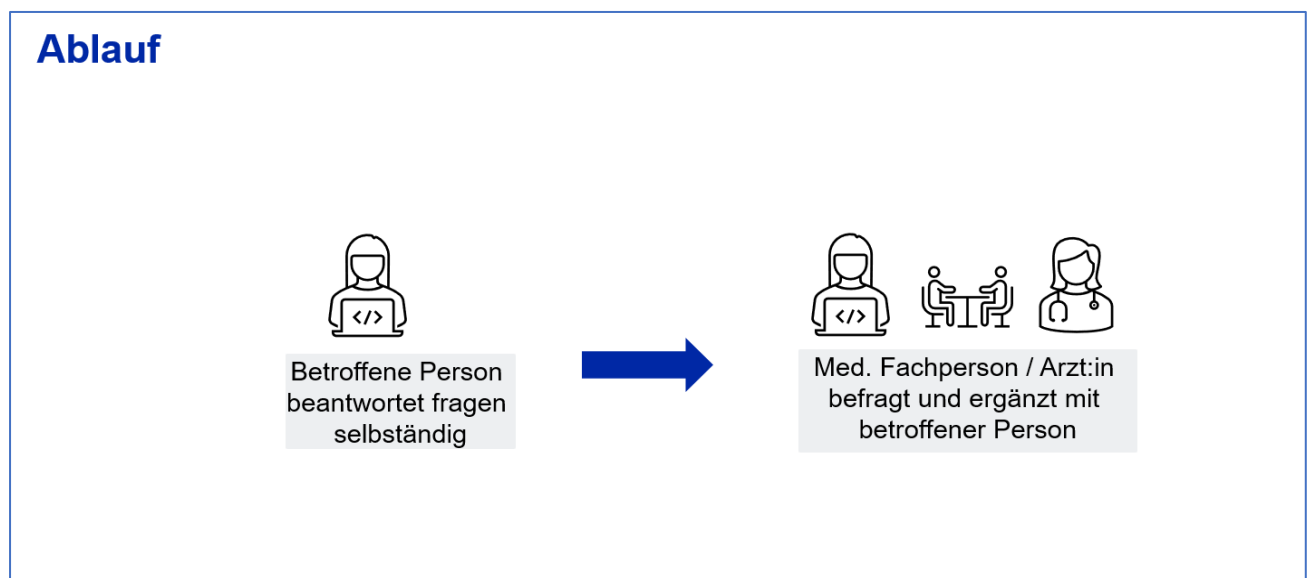 Ablauf
</>
Betroffene Person
beantwortet fragen
selbständig
</>
Med. Fachperson / Arzt:in
befragt und ergänzt mit
betroffener Person